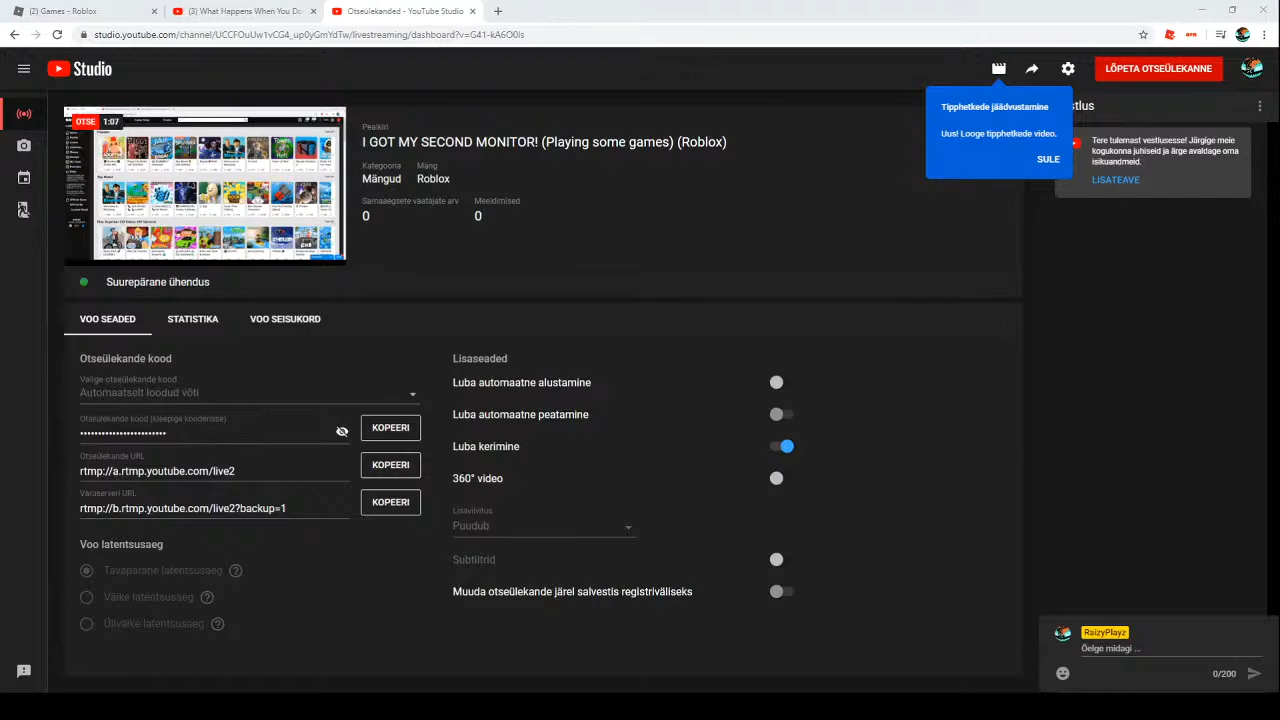 (2) Games - Roblox
(3) What Happens When You Do
Otseülekanded - YouTube Studio
studio.youtube.com/channel/UCCFOuUw1vCG4_up0yGmYdTw/livestreaming/dashboard?v=G41-kA6O0Is
Studio
LÕPETA OTSEÜLEKANNE
Tipphetkede jäädvustamine
Uus! Looge tipphetkede video.
SULE
stlus
Tere tulemast vestlusesse! Järgige meie
kogukonna juhiseid ja ärge avaldage oma
isikuandmeid.
LISATEAVE
OTSE 1:07
Pealkiri
I GOT MY SECOND MONITOR! (Playing some games) (Roblox)
Kategooria Mäng
Mängud Roblox
Samaaegsete vaatajate arv Meeldimised
0 0
Suurepärane ühendus
VOO SEADED STATISTIKA VOO SEISUKORD
Otseülekande kood
Valige otseülekande kood
Automaatselt loodud võti
Otseülekande kood (kleepige kooderisse)
KOPEERI
Otseülekande URL
rtmp://a.rtmp.youtube.com/live2
KOPEERI
Varuserveri URL
rtmp://b.rtmp.youtube.com/live2?backup=1
KOPEERI
Voo latentsusaeg
Tavapärane latentsusaeg
Väike latentsusaeg
Üliväike latentsusaeg
Lisaseaded
Luba automaatne alustamine
Luba automaatne peatamine
Luba kerimine
360° video
Lisaviivitus
Puudub
Subtiitrid
Muuda otseülekande järel salvestis registriväliseks
RaizyPlayz
Öelge midagi ...
0/200